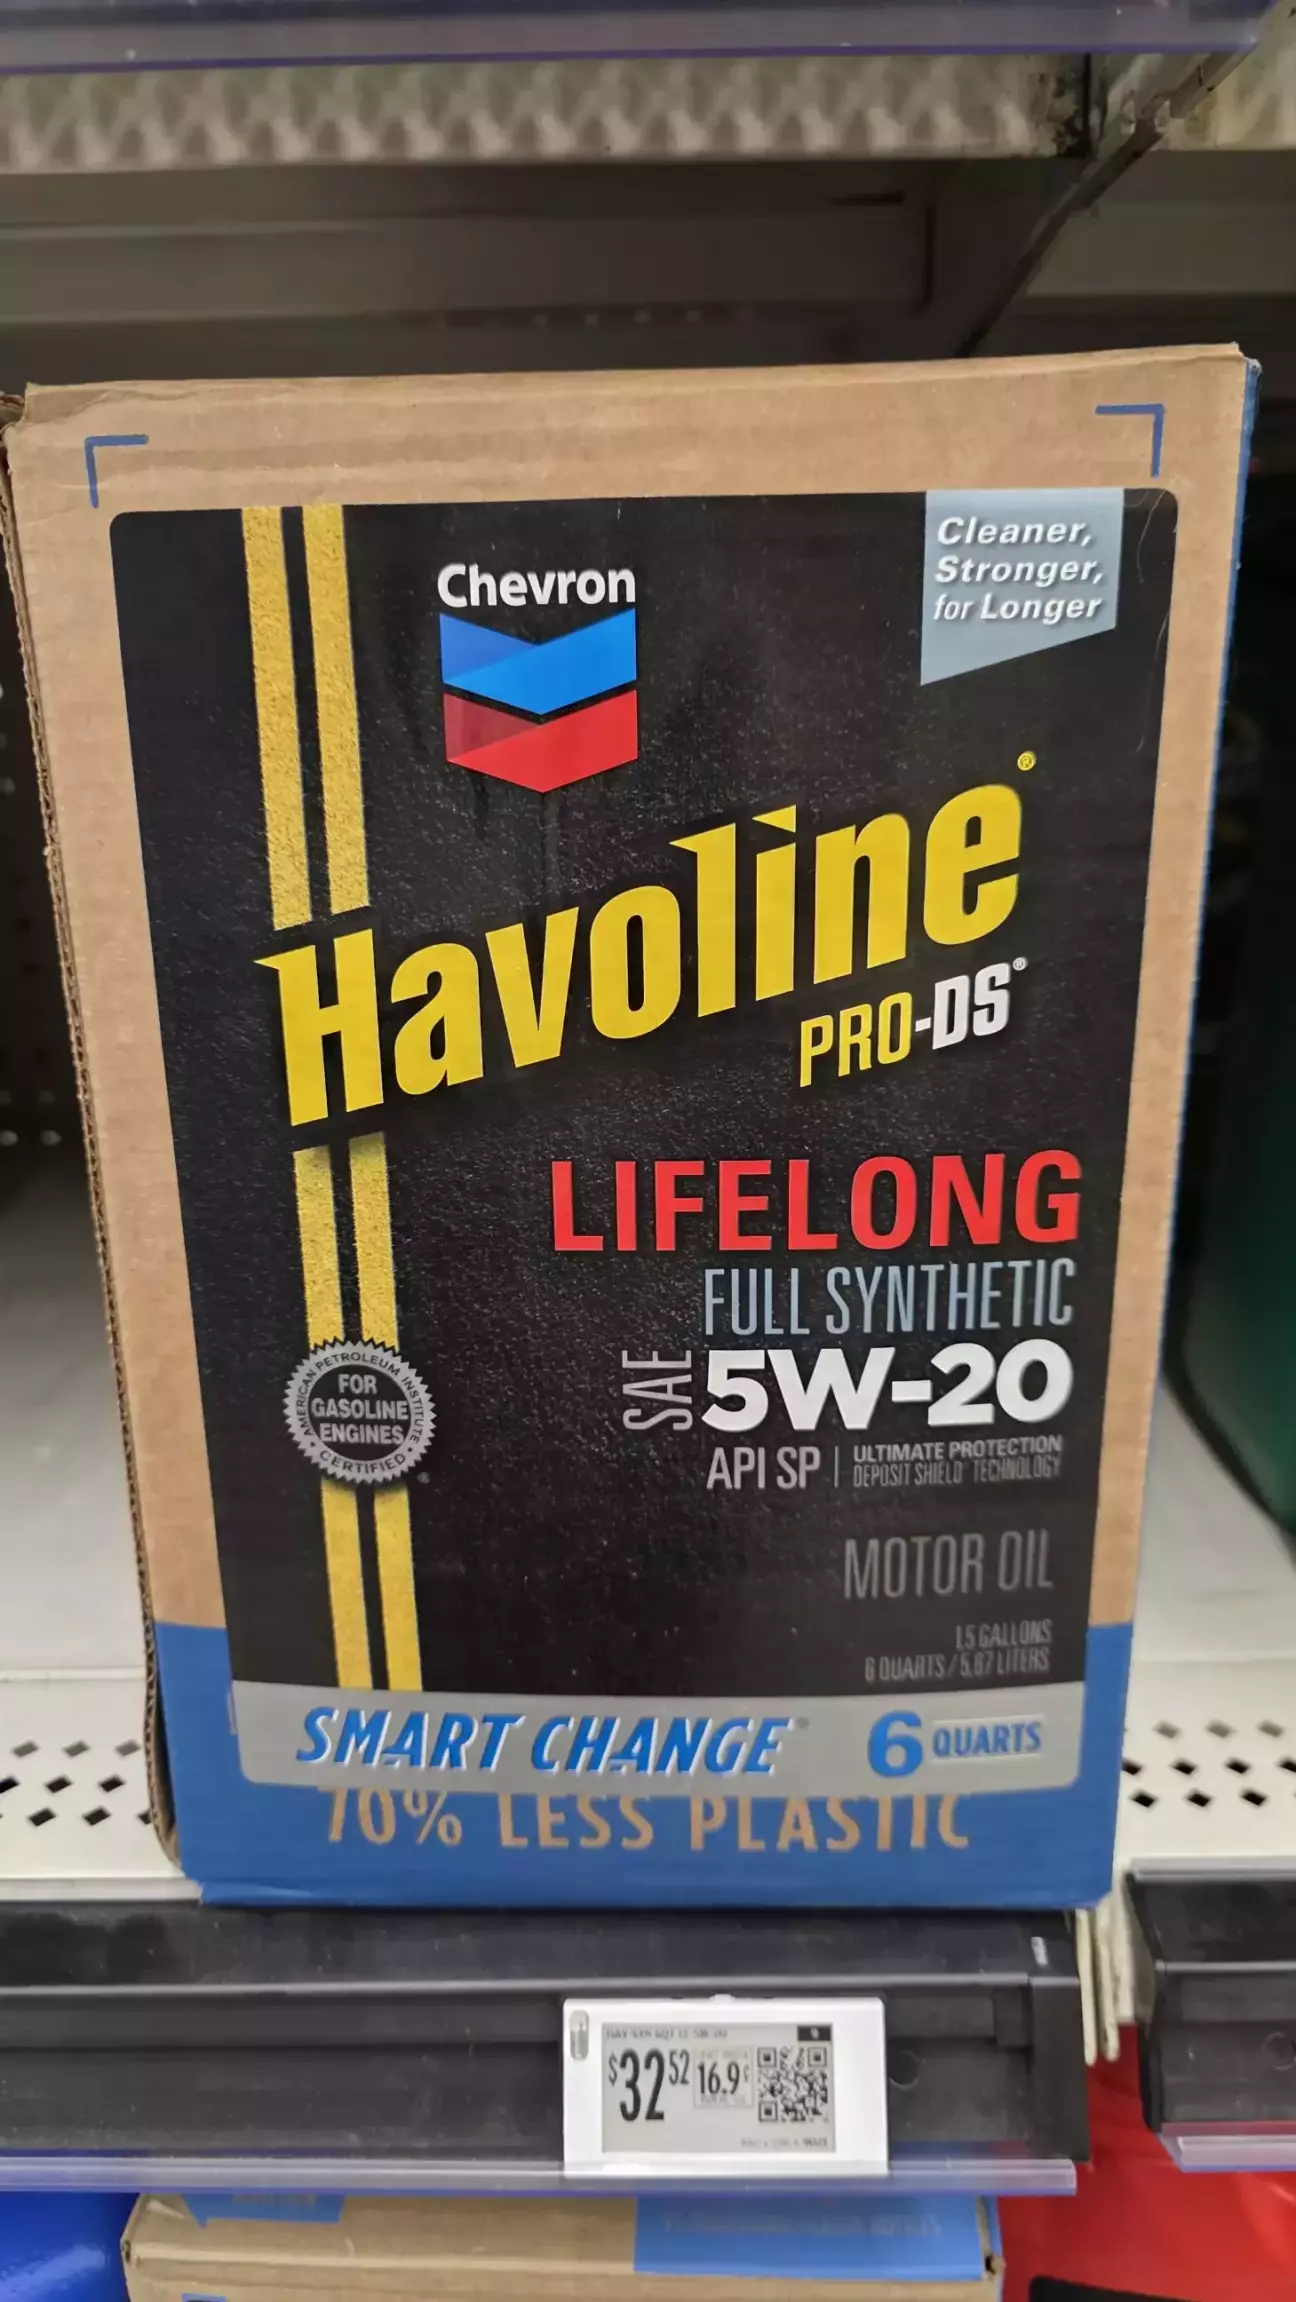 Chevron
Cleaner,
Stronger,
for Longer
Havoline®
PRO-DS®
LIFELONG
FULL SYNTHETIC
SAE 5W-20
API SP | ULTIMATE PROTECTION
DEPOSIT SHIELD TECHNOLOGY
AMERICAN PETROLEUM INSTITUTE
FOR
GASOLINE
ENGINES
CERTIFIED
MOTOR OIL
1.5 GALLONS
6 QUARTS / 5.67 LITERS
SMART CHANGE 6 QUARTS
70% LESS PLASTIC
$32 52 16.9¢